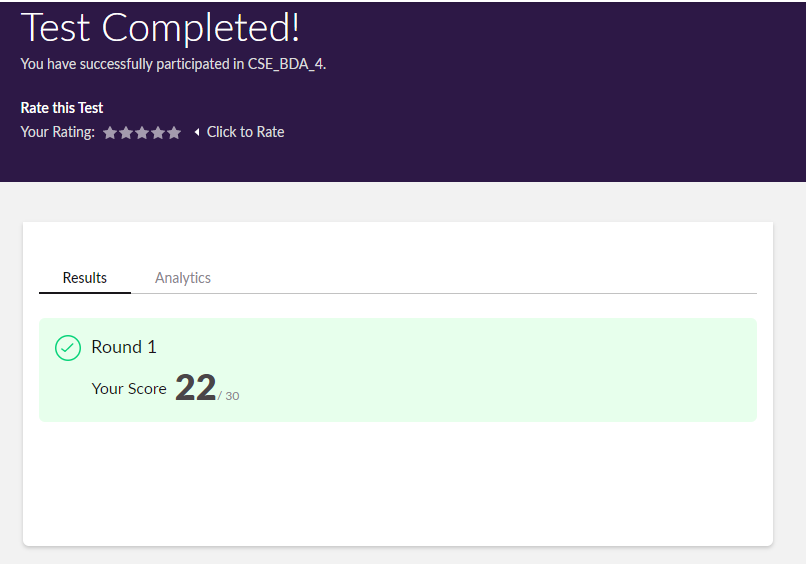 Test Completed!
You have successfully participated in CSE_BDA_4.
Rate this Test
Your Rating: Click to Rate
Results Analytics
Round 1
Your Score 22 / 30